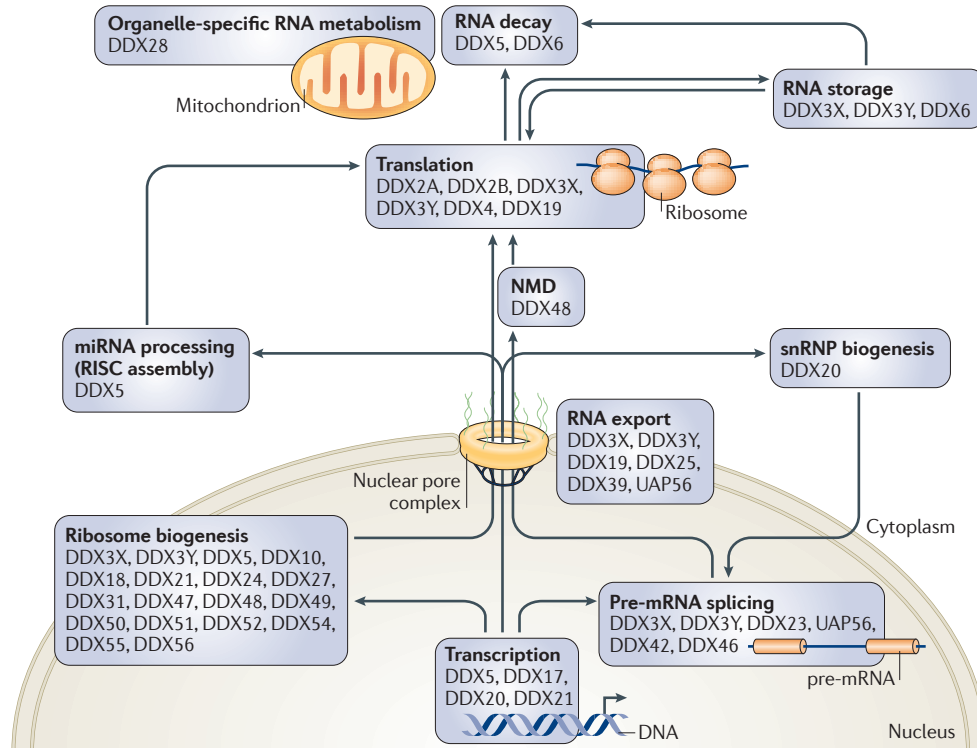 Organelle-specific RNA metabolism
DDX28
Mitochondrion
RNA decay
DDX5, DDX6
RNA storage
DDX3X, DDX3Y, DDX6
Translation
DDX2A, DDX2B, DDX3X,
DDX3Y, DDX4, DDX19
Ribosome
NMD
DDX48
miRNA processing
(RISC assembly)
DDX5
snRNP biogenesis
DDX20
RNA export
DDX3X, DDX3Y,
DDX19, DDX25,
DDX39, UAP56
Nuclear pore
complex
Cytoplasm
Ribosome biogenesis
DDX3X, DDX3Y, DDX5, DDX10,
DDX18, DDX21, DDX24, DDX27,
DDX31, DDX47, DDX48, DDX49,
DDX50, DDX51, DDX52, DDX54,
DDX55, DDX56
Pre-mRNA splicing
DDX3X, DDX3Y, DDX23, UAP56,
DDX42, DDX46
pre-mRNA
Transcription
DDX5, DDX17,
DDX20, DDX21
DNA
Nucleus